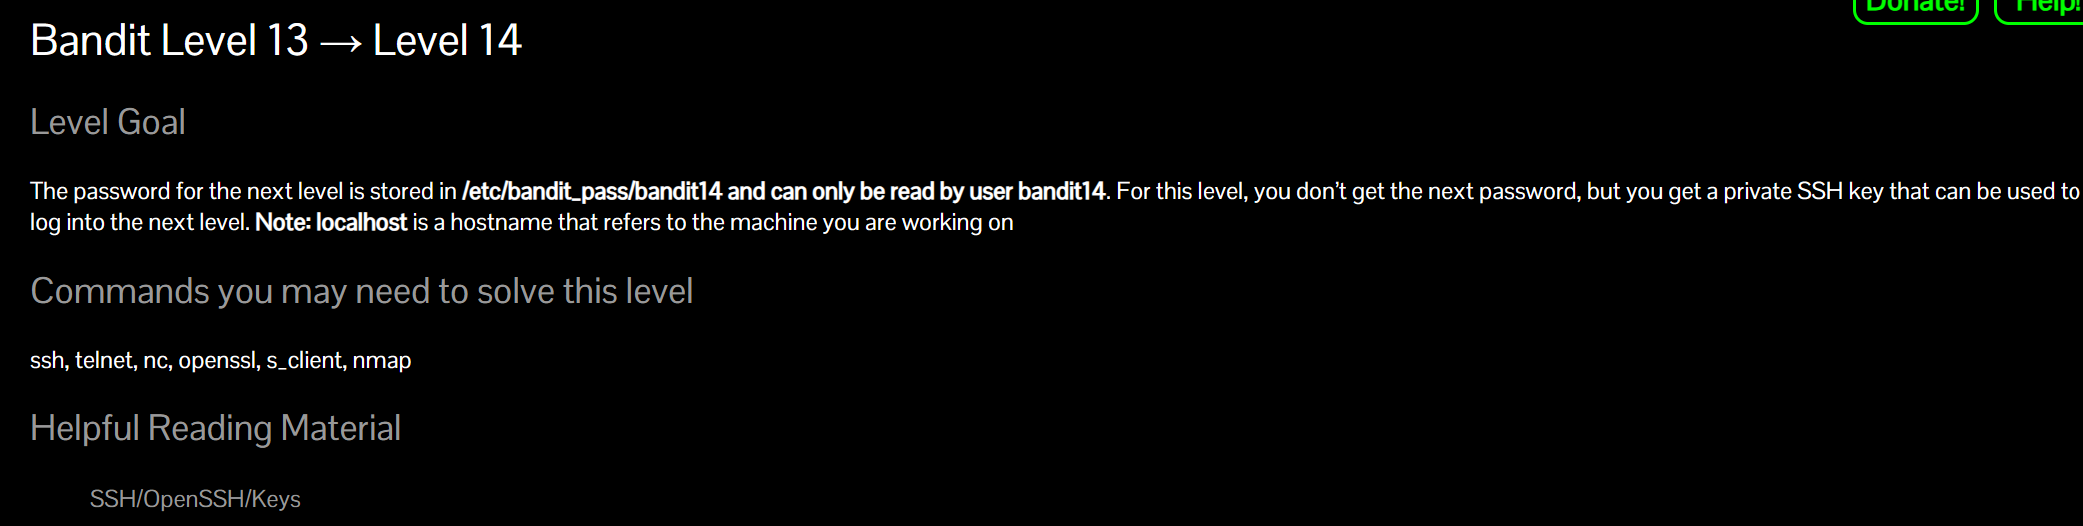 Donate!
Help!
Bandit Level 13 → Level 14
Level Goal
The password for the next level is stored in /etc/bandit_pass/bandit14 and can only be read by user bandit14. For this level, you don’t get the next password, but you get a private SSH key that can be used to
log into the next level. Note: localhost is a hostname that refers to the machine you are working on
Commands you may need to solve this level
ssh, telnet, nc, openssl, s_client, nmap
Helpful Reading Material
SSH/OpenSSH/Keys